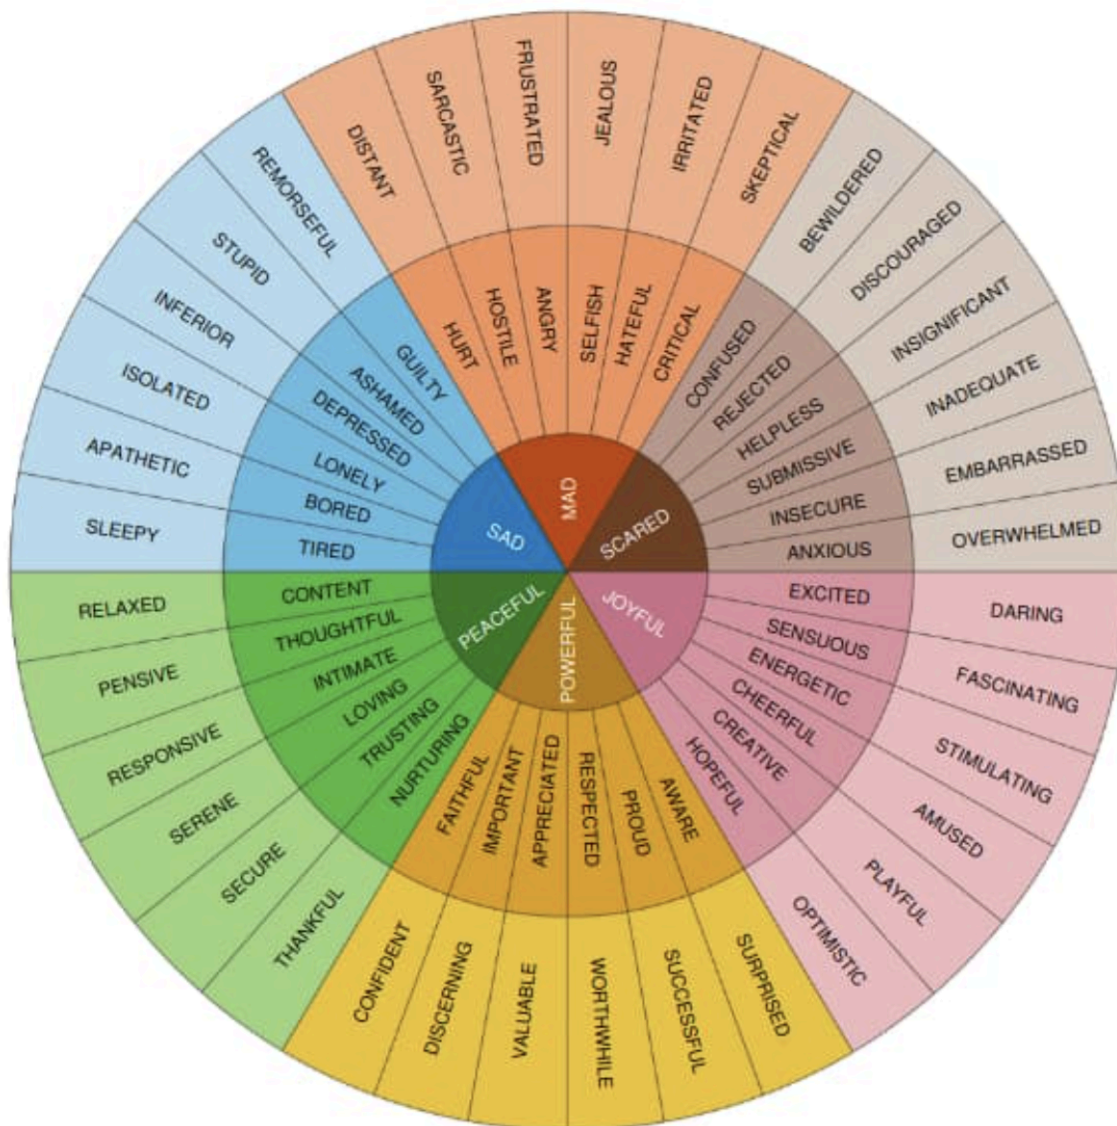 MAD
HURT
HOSTILE
ANGRY
SELFISH
HATEFUL
CRITICAL
DISTANT
SARCASTIC
FRUSTRATED
JEALOUS
IRRITATED
SKEPTICAL
SCARED
CONFUSED
REJECTED
HELPLESS
SUBMISSIVE
INSECURE
ANXIOUS
BEWILDERED
DISCOURAGED
INSIGNIFICANT
INADEQUATE
EMBARRASSED
OVERWHELMED
JOYFUL
EXCITED
SENSUOUS
ENERGETIC
CHEERFUL
CREATIVE
HOPEFUL
DARING
FASCINATING
STIMULATING
AMUSED
PLAYFUL
OPTIMISTIC
POWERFUL
AWARE
PROUD
RESPECTED
APPRECIATED
IMPORTANT
FAITHFUL
SURPRISED
SUCCESSFUL
WORTHWHILE
VALUABLE
DISCERNING
CONFIDENT
PEACEFUL
NURTURING
TRUSTING
LOVING
INTIMATE
THOUGHTFUL
CONTENT
THANKFUL
SECURE
SERENE
RESPONSIVE
PENSIVE
RELAXED
SAD
TIRED
BORED
LONELY
DEPRESSED
ASHAMED
GUILTY
SLEEPY
APATHETIC
ISOLATED
INFERIOR
STUPID
REMORSEFUL